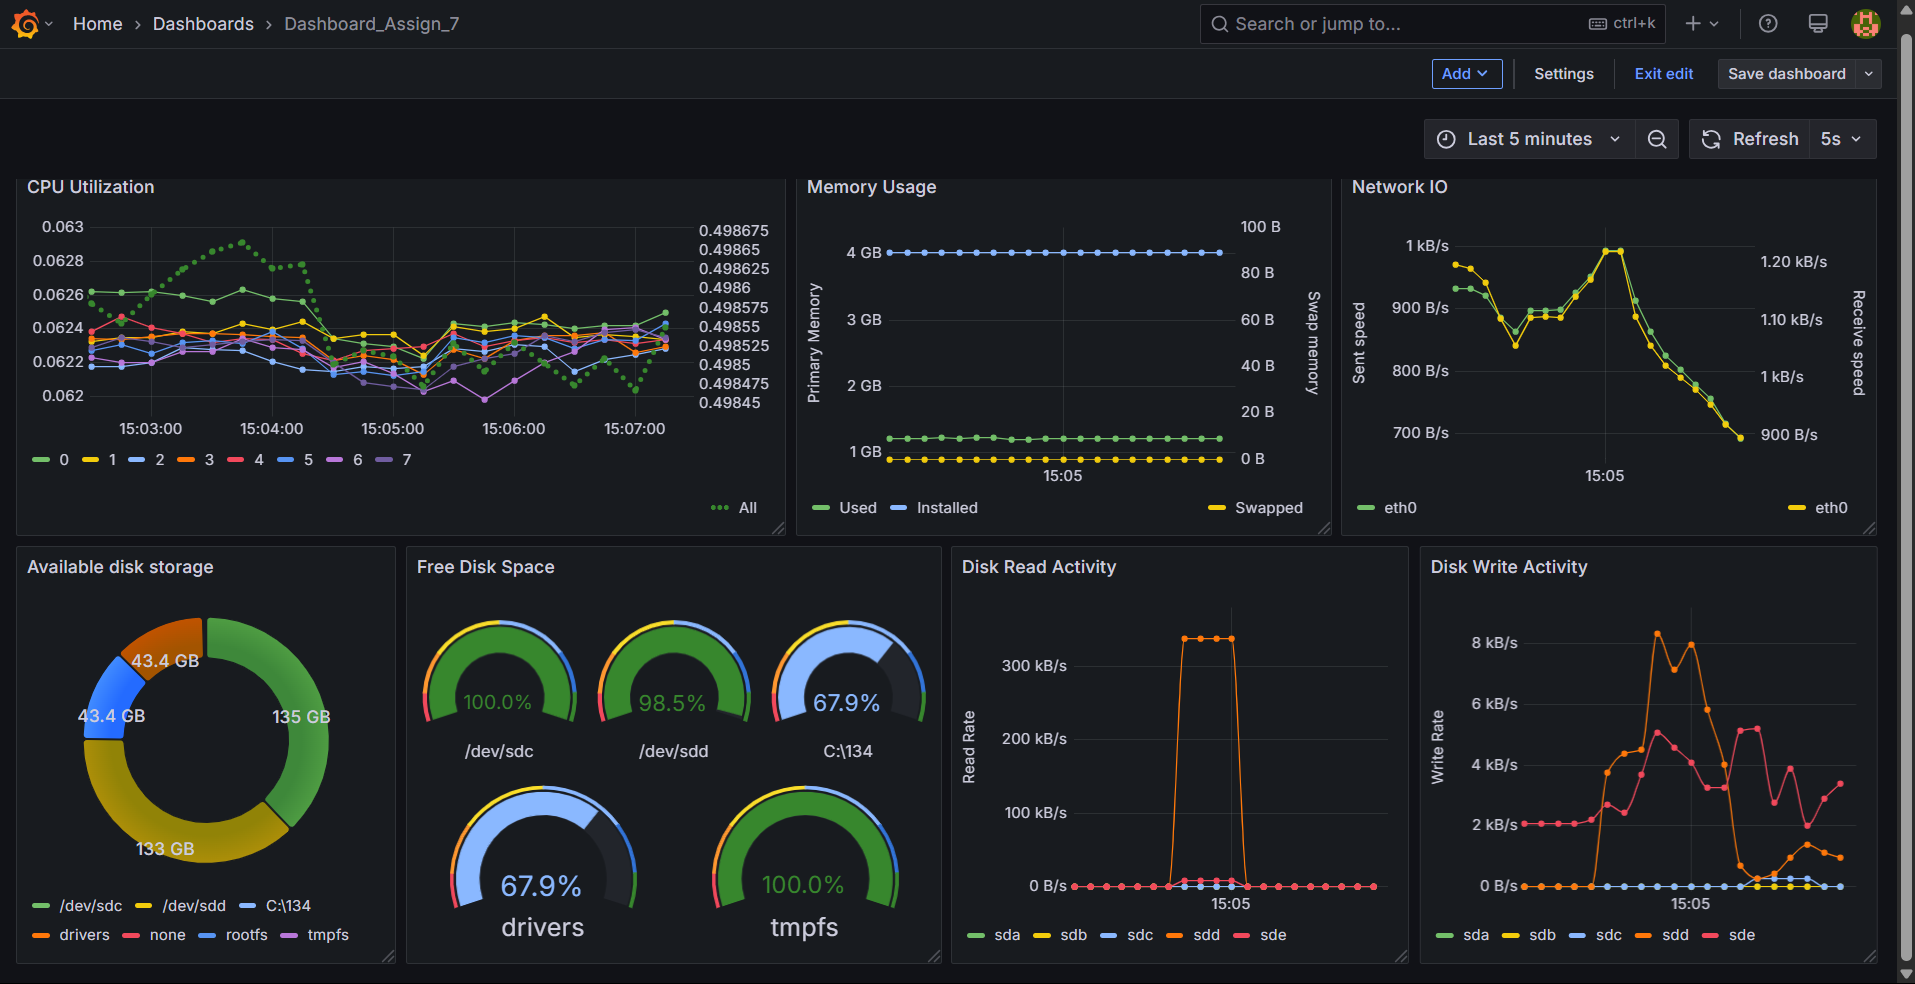 Home › Dashboards › Dashboard_Assign_7
Search or jump to... ctrl+k
Add Settings Exit edit Save dashboard
Last 5 minutes Refresh 5s
CPU Utilization
0.063
0.0628
0.0626
0.0624
0.0622
0.062
0.498675
0.49865
0.498625
0.4986
0.498575
0.49855
0.498525
0.4985
0.498475
0.49845
15:03:00 15:04:00 15:05:00 15:06:00 15:07:00
0 1 2 3 4 5 6 7
All
Memory Usage
Primary Memory
4 GB
3 GB
2 GB
1 GB
100 B
80 B
60 B
40 B
20 B
0 B
Swap memory
15:05
Used Installed Swapped
Network IO
Sent speed
1 kB/s
900 B/s
800 B/s
700 B/s
1.20 kB/s
1.10 kB/s
1 kB/s
900 B/s
Receive speed
15:05
eth0 eth0
Available disk storage
43.4 GB
43.4 GB
135 GB
133 GB
/dev/sdc /dev/sdd C:\134
drivers none rootfs tmpfs
Free Disk Space
100.0% 98.5% 67.9%
/dev/sdc /dev/sdd C:\134
67.9% 100.0%
drivers tmpfs
Disk Read Activity
Read Rate
300 kB/s
200 kB/s
100 kB/s
0 B/s
15:05
sda sdb sdc sdd sde
Disk Write Activity
Write Rate
8 kB/s
6 kB/s
4 kB/s
2 kB/s
0 B/s
15:05
sda sdb sdc sdd sde